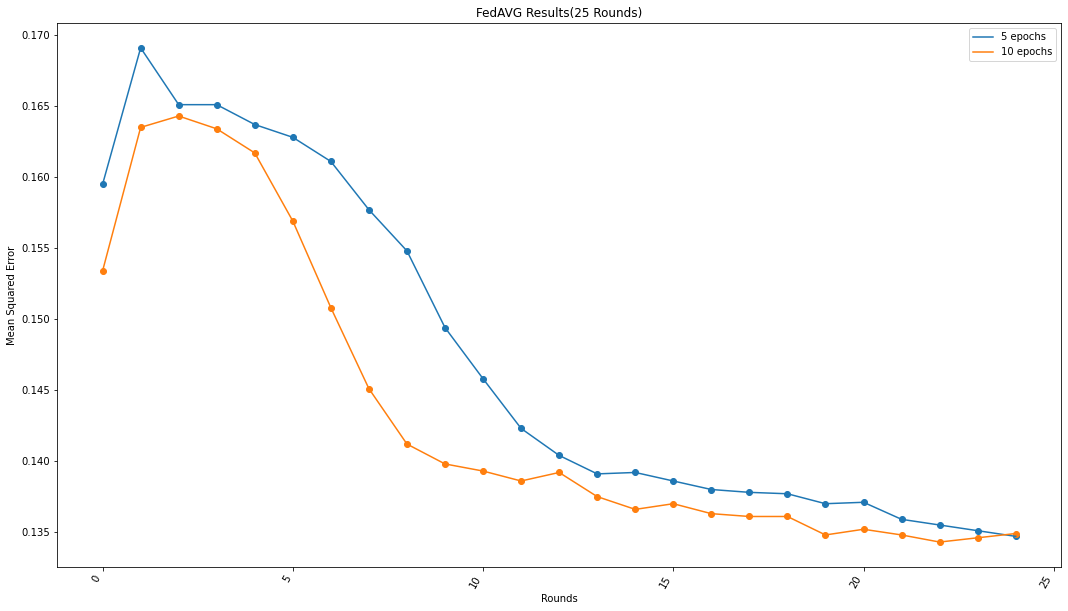 FedAVG Results(25 Rounds)
5 epochs
10 epochs
Mean Squared Error
0.170
0.165
0.160
0.155
0.150
0.145
0.140
0.135
0
5
10
15
20
25
Rounds